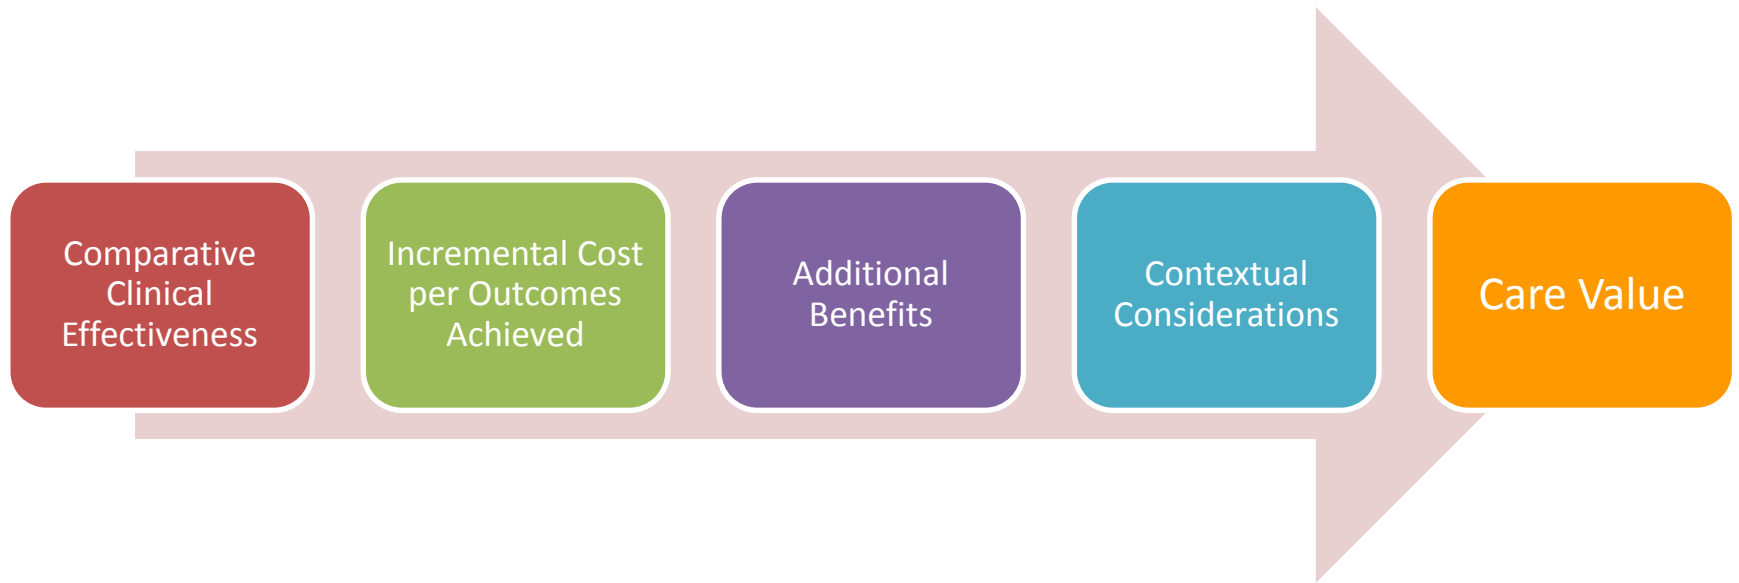 Comparative
Clinical
Effectiveness
Incremental Cost
per Outcomes
Achieved
Additional
Benefits
Contextual
Considerations
Care Value